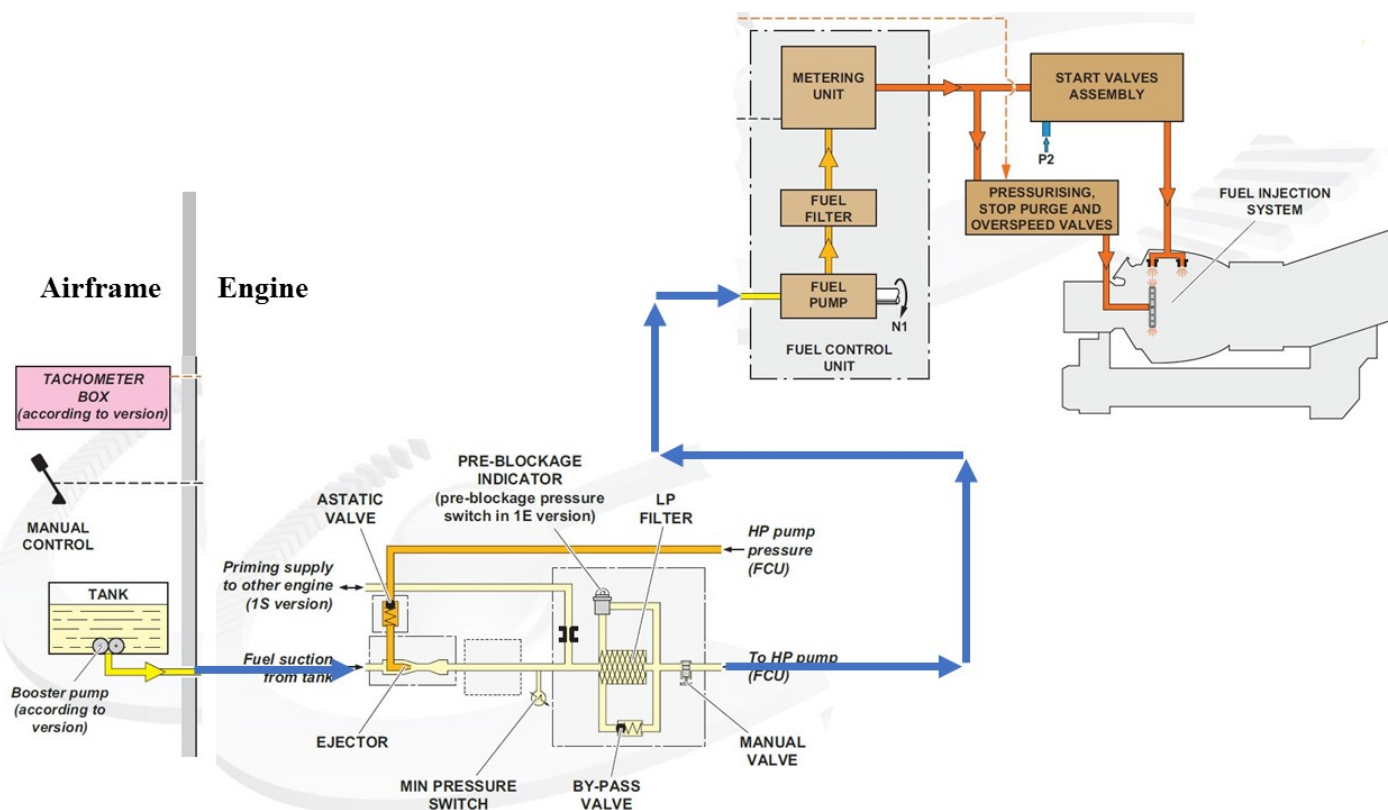 METERING
UNIT
START VALVES
ASSEMBLY
P2
FUEL
FILTER
PRESSURISING,
STOP PURGE AND
OVERSPEED VALVES
FUEL INJECTION
SYSTEM
FUEL
PUMP
N1
FUEL CONTROL
UNIT
Airframe
Engine
TACHOMETER
BOX
(according to version)
MANUAL
CONTROL
TANK
Booster pump
(according to
version)
PRE-BLOCKAGE
INDICATOR
(pre-blockage pressure
switch in 1E version)
ASTATIC
VALVE
LP
FILTER
HP pump
pressure
(FCU)
Priming supply
to other engine
(1S version)
Fuel suction
from tank
To HP pump
(FCU)
EJECTOR
MIN PRESSURE
SWITCH
BY-PASS
VALVE
MANUAL
VALVE